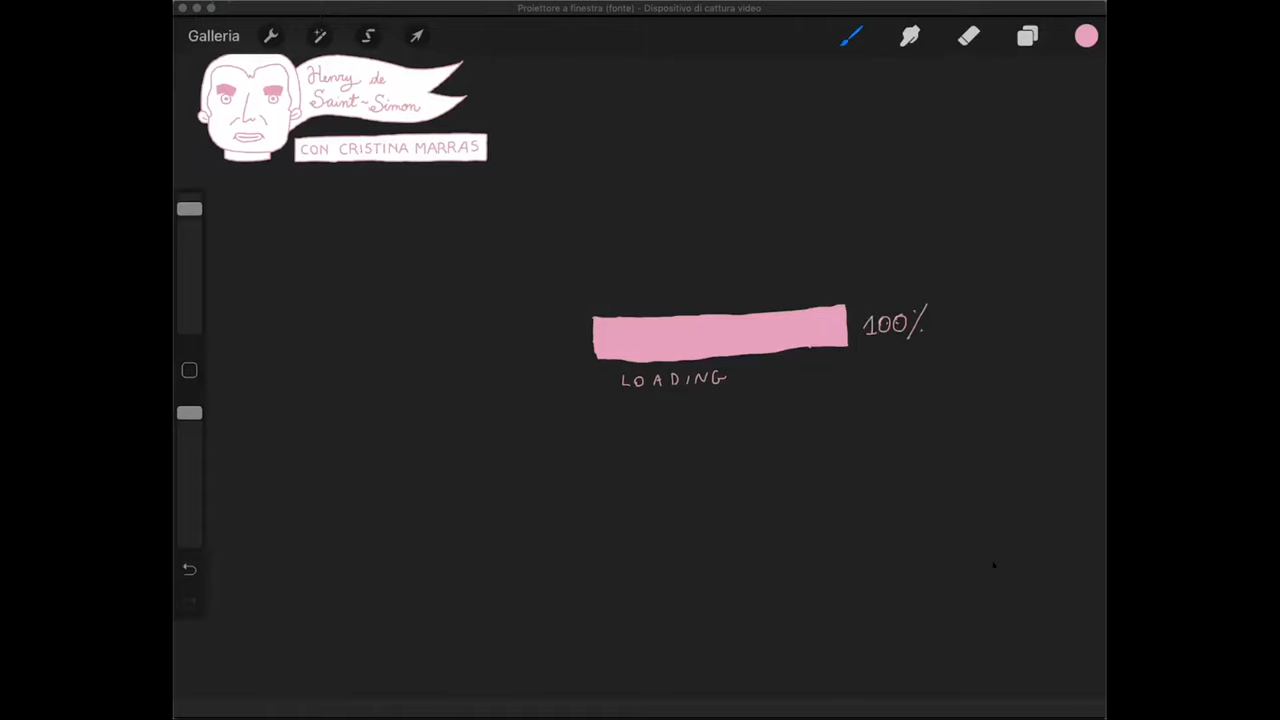 Proiettore a finestra (fonte) - Dispositivo di cattura video
Galleria
Henry de
Saint-Simon
CON CRISTINA MARRAS
100%
LOADING